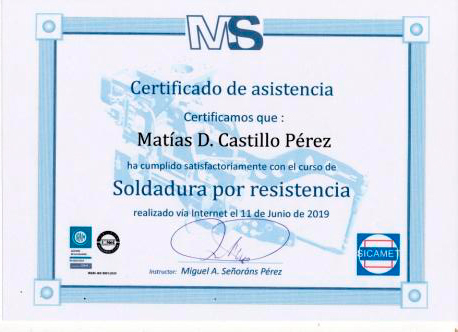 MS
Certificado de asistencia
Certificamos que :
Matías D. Castillo Pérez
ha cumplido satisfactoriamente con el curso de
Soldadura por resistencia
realizado vía Internet el 11 de Junio de 2019
SICAMET
Instructor: Miguel A. Señoráns Pérez